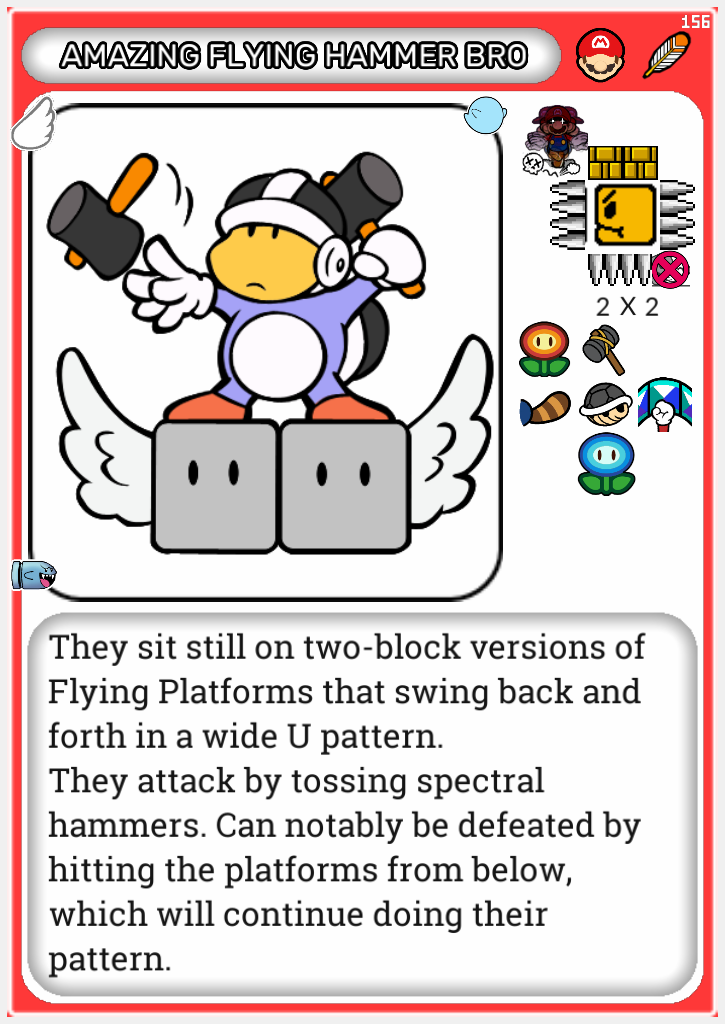 156
AMAZING FLYING HAMMER BRO
M
2 X 2
They sit still on two-block versions of
Flying Platforms that swing back and
forth in a wide U pattern.
They attack by tossing spectral
hammers. Can notably be defeated by
hitting the platforms from below,
which will continue doing their
pattern.